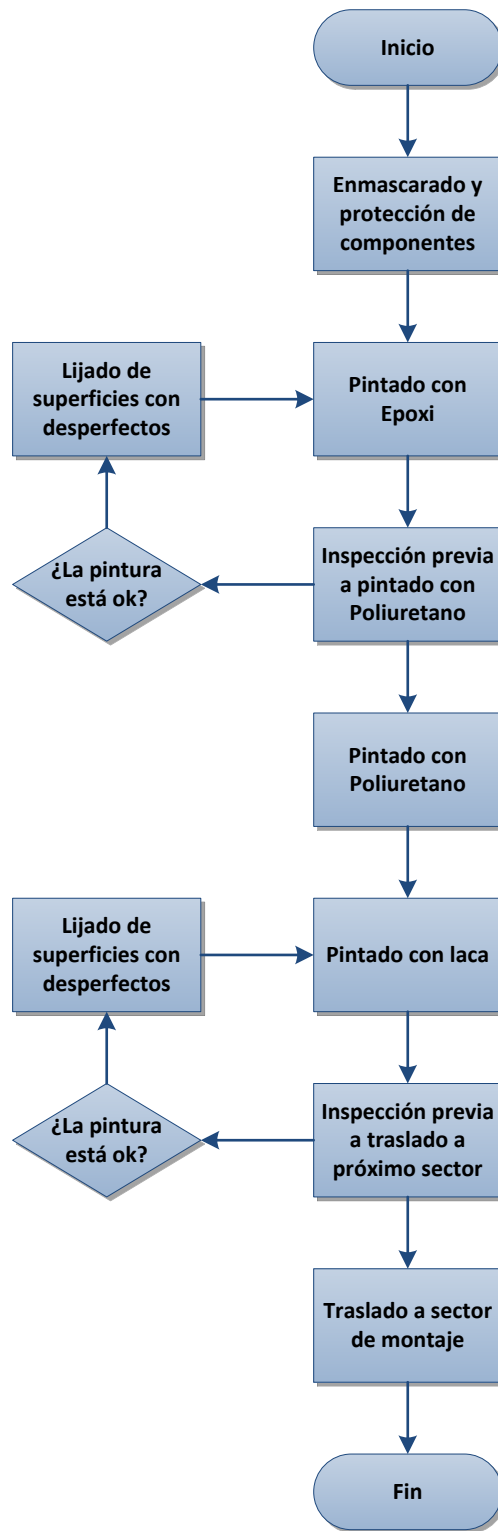 Inicio
Enmascarado y
protección de
componentes
Lijado de
superficies con
desperfectos
Pintado con
Epoxi
¿La pintura
está ok?
Inspección previa
a pintado con
Poliuretano
Pintado con
Poliuretano
Lijado de
superficies con
desperfectos
Pintado con laca
¿La pintura
está ok?
Inspección previa
a traslado a
próximo sector
Traslado a sector
de montaje
Fin